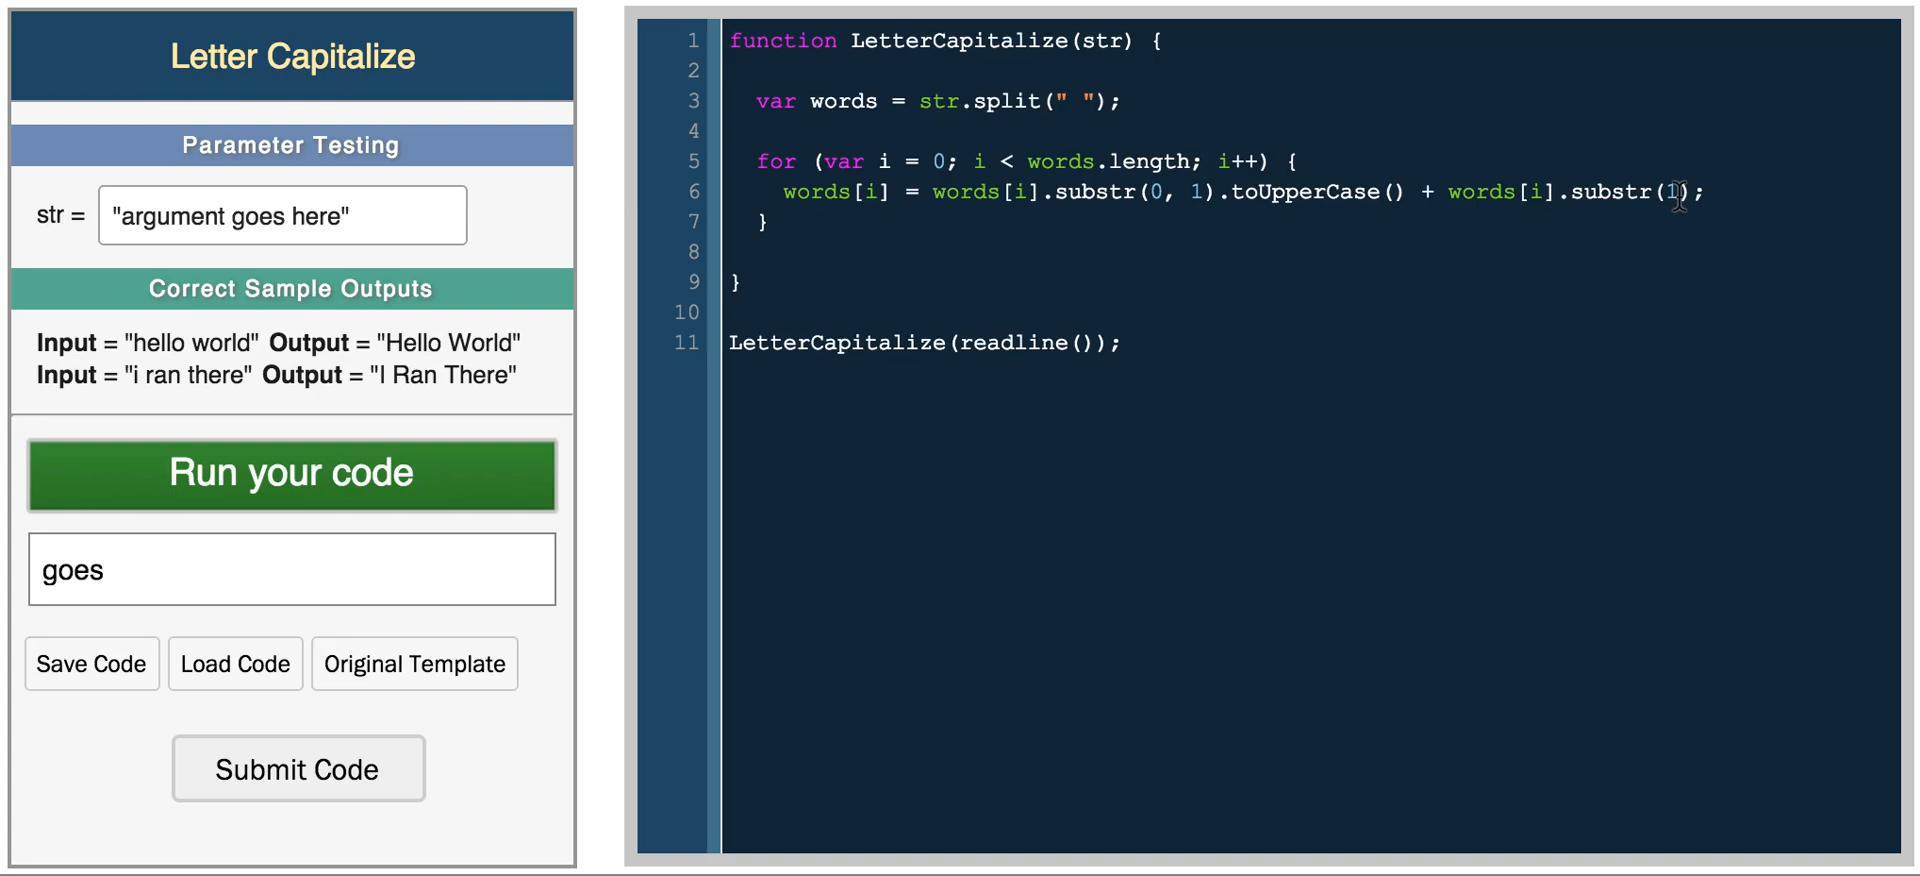 Letter Capitalize
Parameter Testing
str = "argument goes here"
Correct Sample Outputs
Input = "hello world" Output = "Hello World"
Input = "i ran there" Output = "I Ran There"
Run your code
goes
Save Code Load Code Original Template
Submit Code
1 function LetterCapitalize(str) {
2
3 var words = str.split(" ");
4
5 for (var i = 0; i < words.length; i++) {
6 words[i] = words[i].substr(0, 1).toUpperCase() + words[i].substr(1);
7 }
8
9 }
10
11 LetterCapitalize(readline());